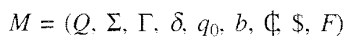 M = (Q, Σ, Γ, δ, q₀, b, ₵, $, F)